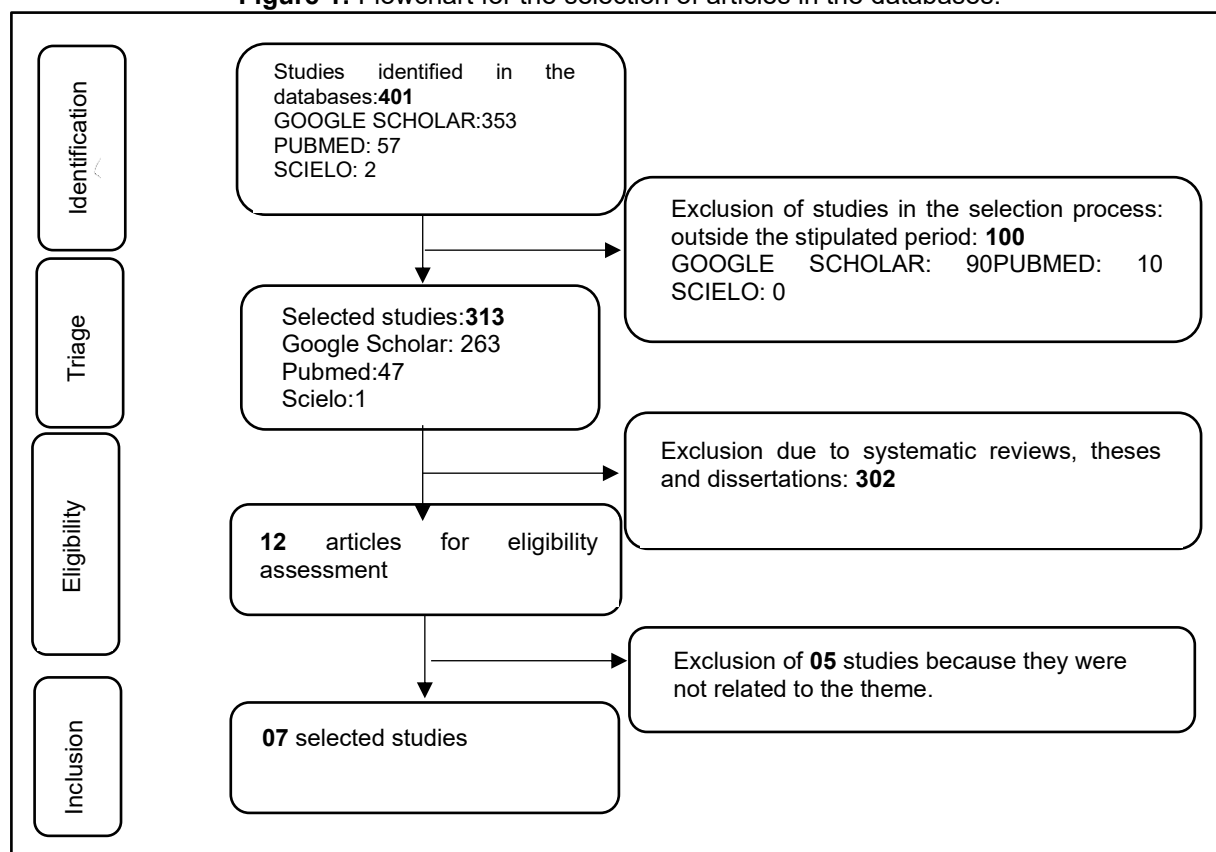 Figure 1. Flowchart for the selection of articles in the databases.
Identification
Studies identified in the
databases:401
GOOGLE SCHOLAR:353
PUBMED: 57
SCIELO: 2
Exclusion of studies in the selection process:
outside the stipulated period: 100
GOOGLE SCHOLAR: 90PUBMED: 10
SCIELO: 0
Triage
Selected studies:313
Google Scholar: 263
Pubmed:47
Scielo:1
Exclusion due to systematic reviews, theses
and dissertations: 302
Eligibility
12 articles for eligibility
assessment
Exclusion of 05 studies because they were
not related to the theme.
Inclusion
07 selected studies